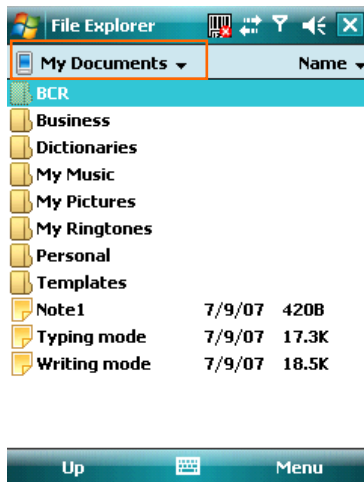 File Explorer
My Documents Name
BCR
Business
Dictionaries
My Music
My Pictures
My Ringtones
Personal
Templates
Note1 7/9/07 420B
Typing mode 7/9/07 17.3K
Writing mode 7/9/07 18.5K
Up Menu